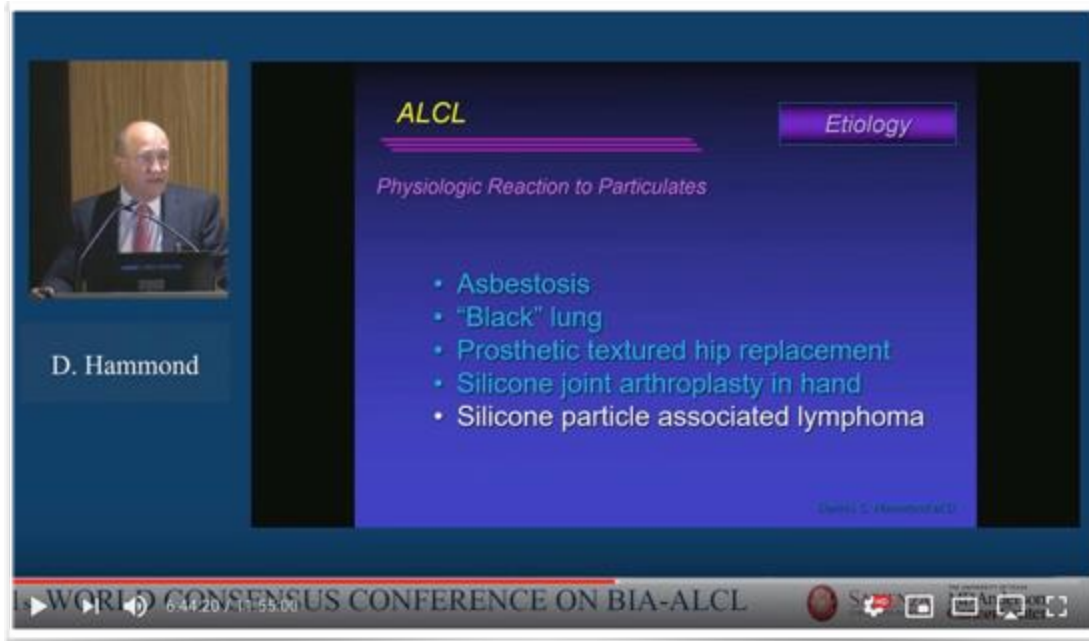 ALCL
Etiology
Physiologic Reaction to Particulates
• Asbestosis
• “Black” lung
• Prosthetic textured hip replacement
• Silicone joint arthroplasty in hand
• Silicone particle associated lymphoma
D. Hammond
WORLD CONSENSUS CONFERENCE ON BIA-ALCL
6:44:20 / 11:55:00
HD